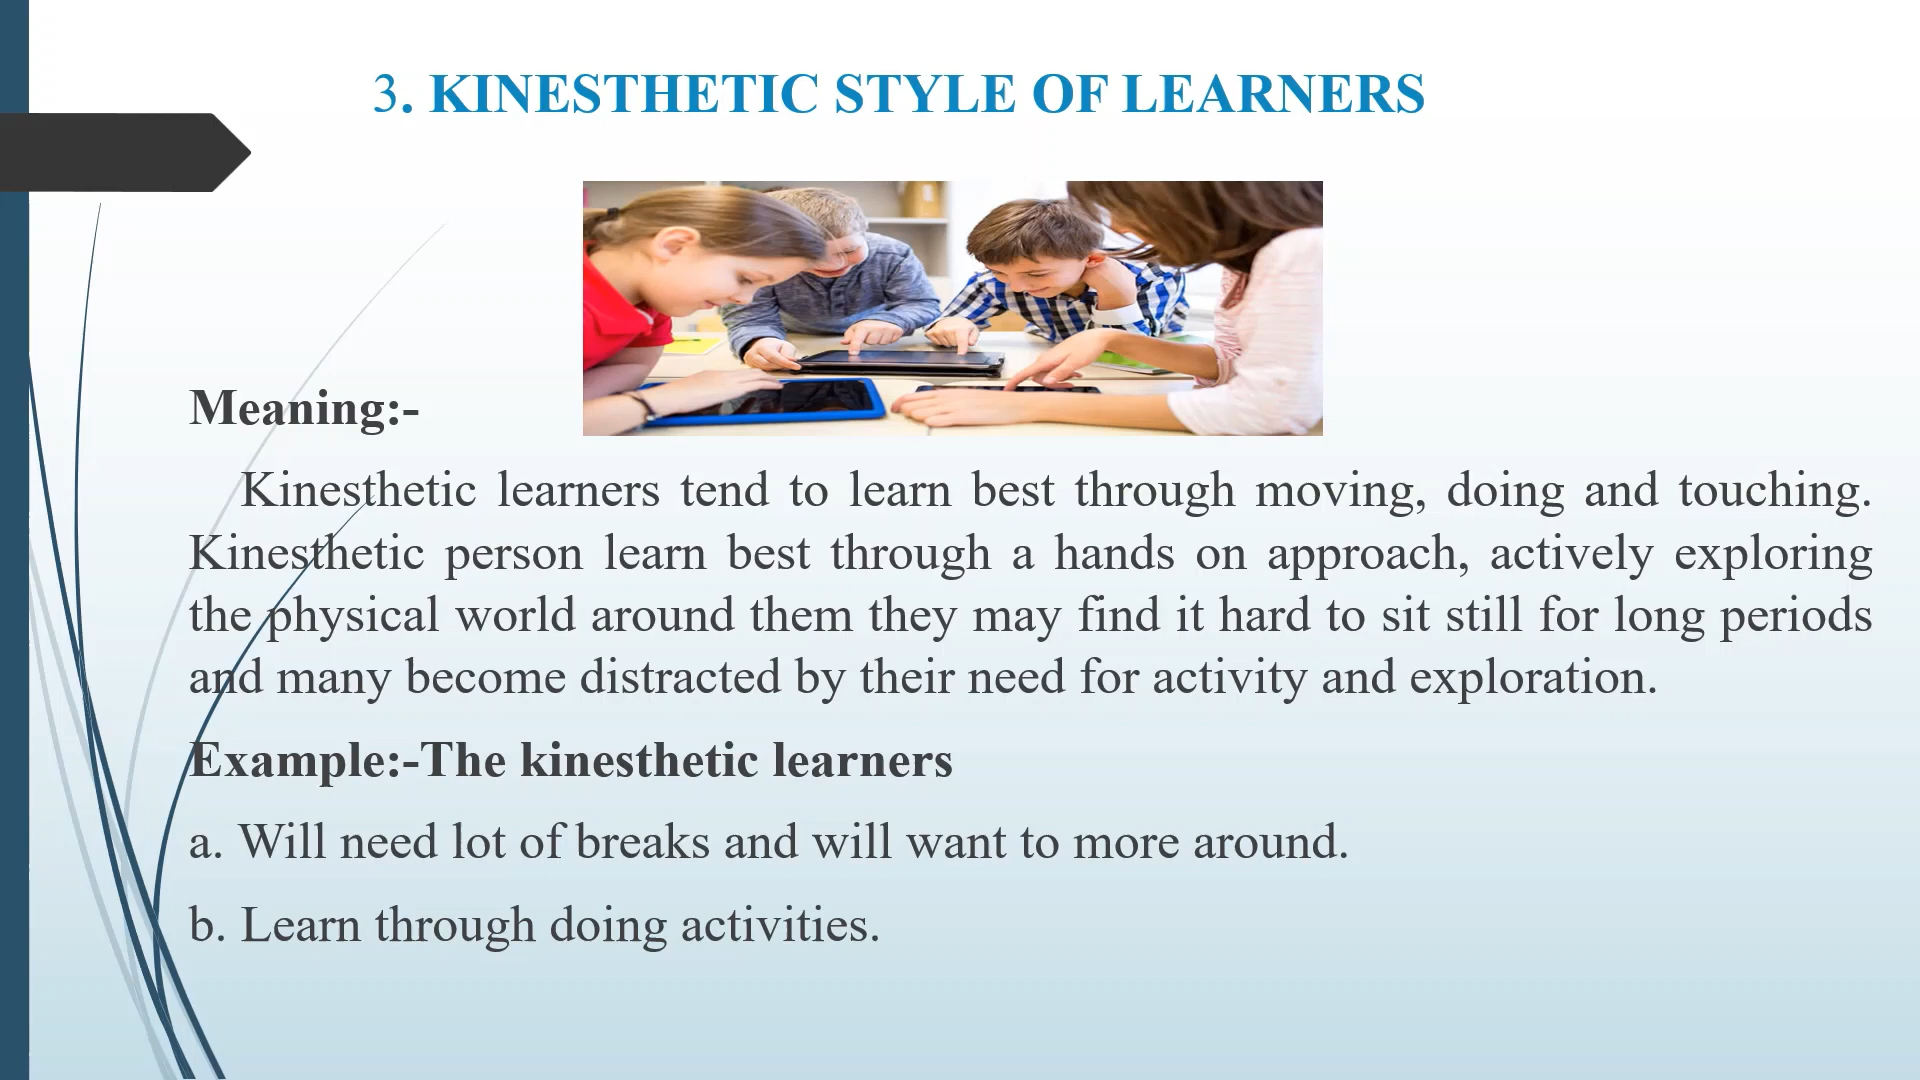 3. KINESTHETIC STYLE OF LEARNERS
Meaning:-
Kinesthetic learners tend to learn best through moving, doing and touching.
Kinesthetic person learn best through a hands on approach, actively exploring
the physical world around them they may find it hard to sit still for long periods
and many become distracted by their need for activity and exploration.
Example:-The kinesthetic learners
a. Will need lot of breaks and will want to more around.
b. Learn through doing activities.